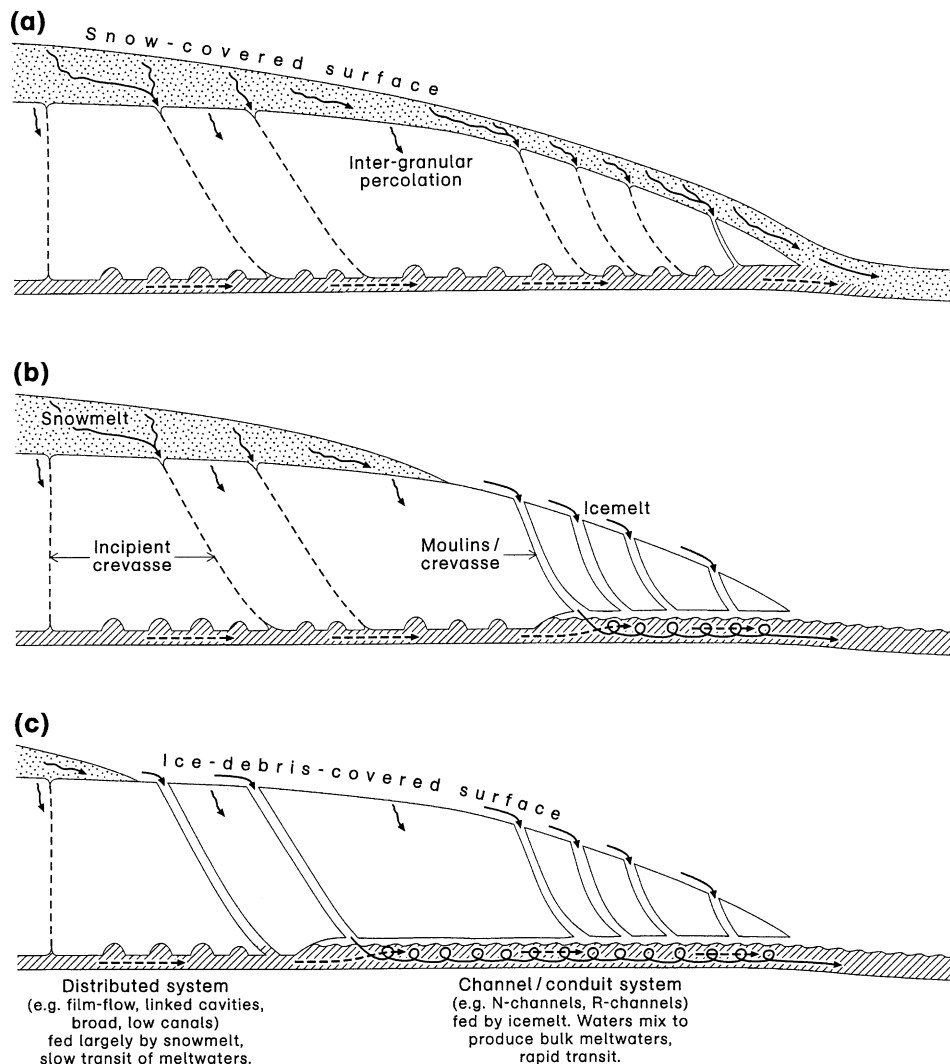 (a)
Snow-covered surface
Inter-granular
percolation
(b)
Snowmelt
Icemelt
Incipient
crevasse
Moulins/
crevasse
(c)
Ice-debris-covered surface
Distributed system
(e.g. film-flow, linked cavities,
broad, low canals)
fed largely by snowmelt,
slow transit of meltwaters.
Channel/conduit system
(e.g. N-channels, R-channels)
fed by icemelt. Waters mix to
produce bulk meltwaters,
rapid transit.